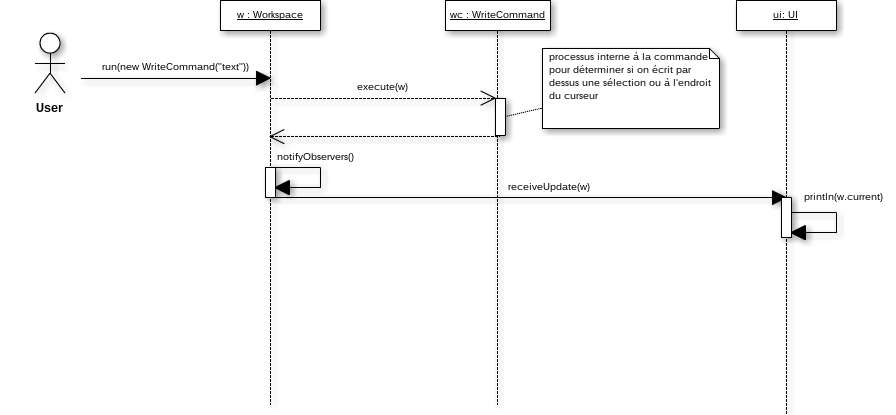 w : Workspace
wc : WriteCommand
ui: UI
run(new WriteCommand("text"))
User
execute(w)
processus interne à la commande
pour déterminer si on écrit par
dessus une sélection ou à l'endroit
du curseur
notifyObservers()
receiveUpdate(w)
println(w.current)